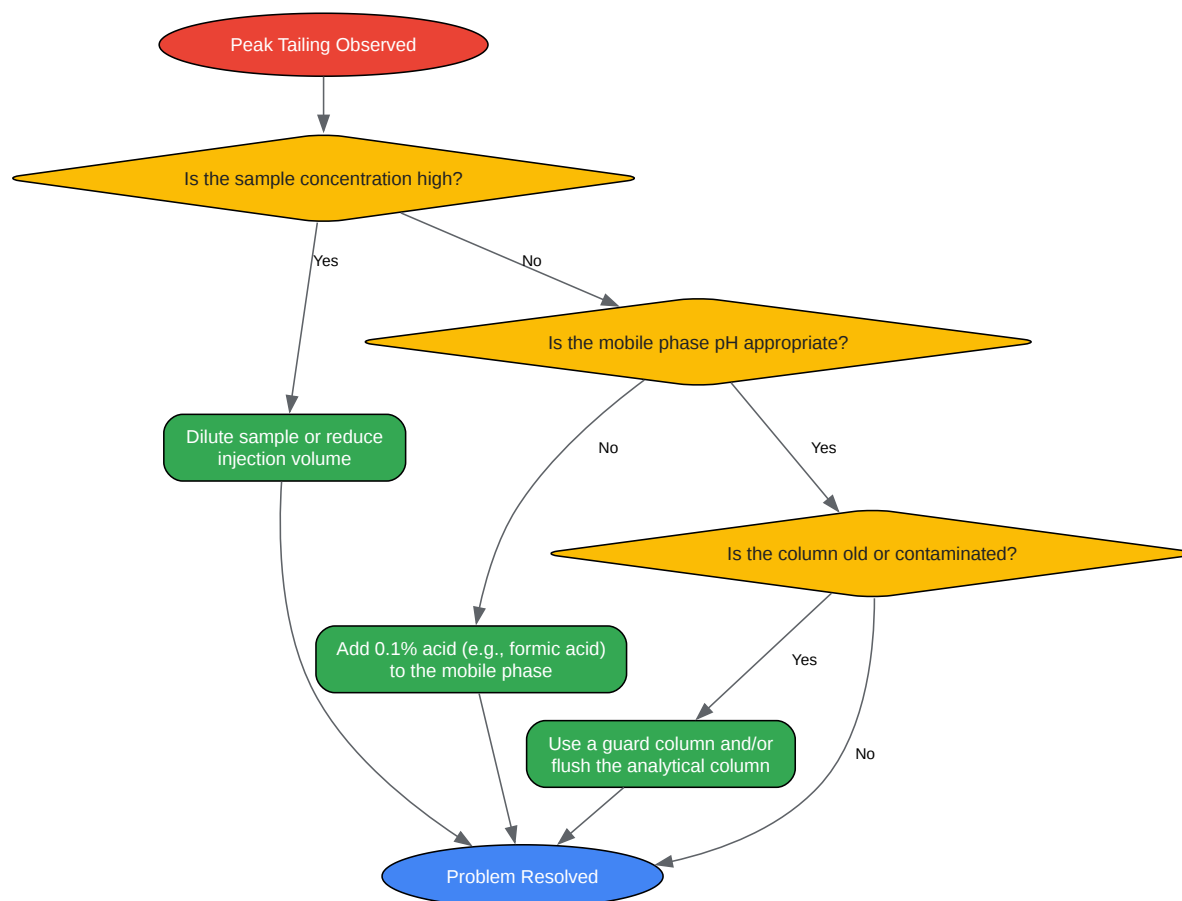 Peak Tailing Observed
Is the sample concentration high?
Yes
No
Is the mobile phase pH appropriate?
Dilute sample or reduce
injection volume
No
Yes
Is the column old or contaminated?
Add 0.1% acid (e.g., formic acid)
to the mobile phase
Yes
Use a guard column and/or
flush the analytical column
No
Problem Resolved